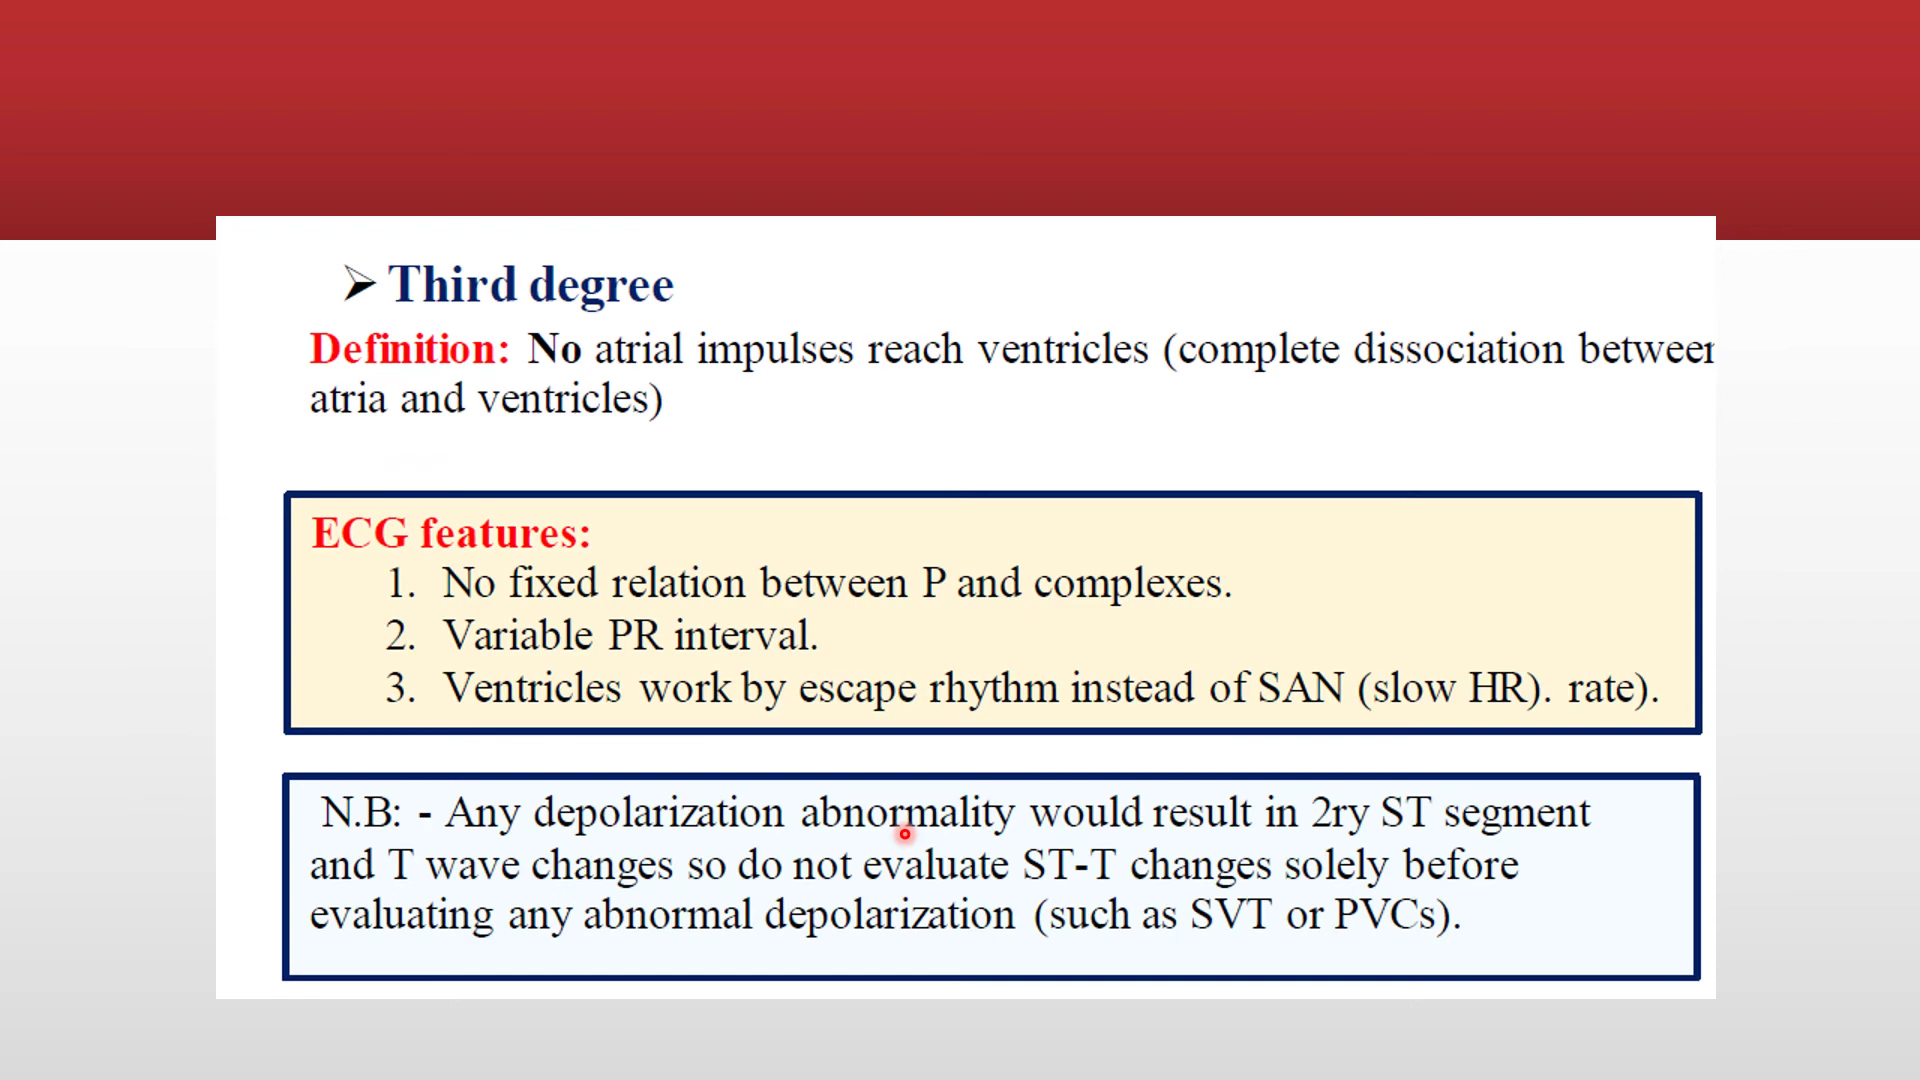 Third degree
Definition: No atrial impulses reach ventricles (complete dissociation between
atria and ventricles)
ECG features:
1. No fixed relation between P and complexes.
2. Variable PR interval.
3. Ventricles work by escape rhythm instead of SAN (slow HR). rate).
N.B: - Any depolarization abnormality would result in 2ry ST segment
and T wave changes so do not evaluate ST-T changes solely before
evaluating any abnormal depolarization (such as SVT or PVCs).